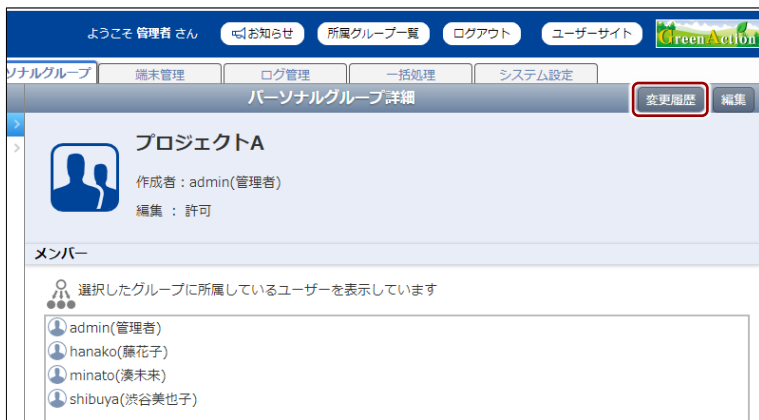 ようこそ 管理者 さん お知らせ 所属グループ一覧 ログアウト ユーザーサイト GreenAction
ソナルグループ 端末管理 ログ管理 一括処理 システム設定
パーソナルグループ詳細 変更履歴 編集
プロジェクトA
作成者：admin(管理者)
編集 ： 許可
メンバー
選択したグループに所属しているユーザーを表示しています
admin(管理者)
hanako(藤花子)
minato(湊未来)
shibuya(渋谷美也子)